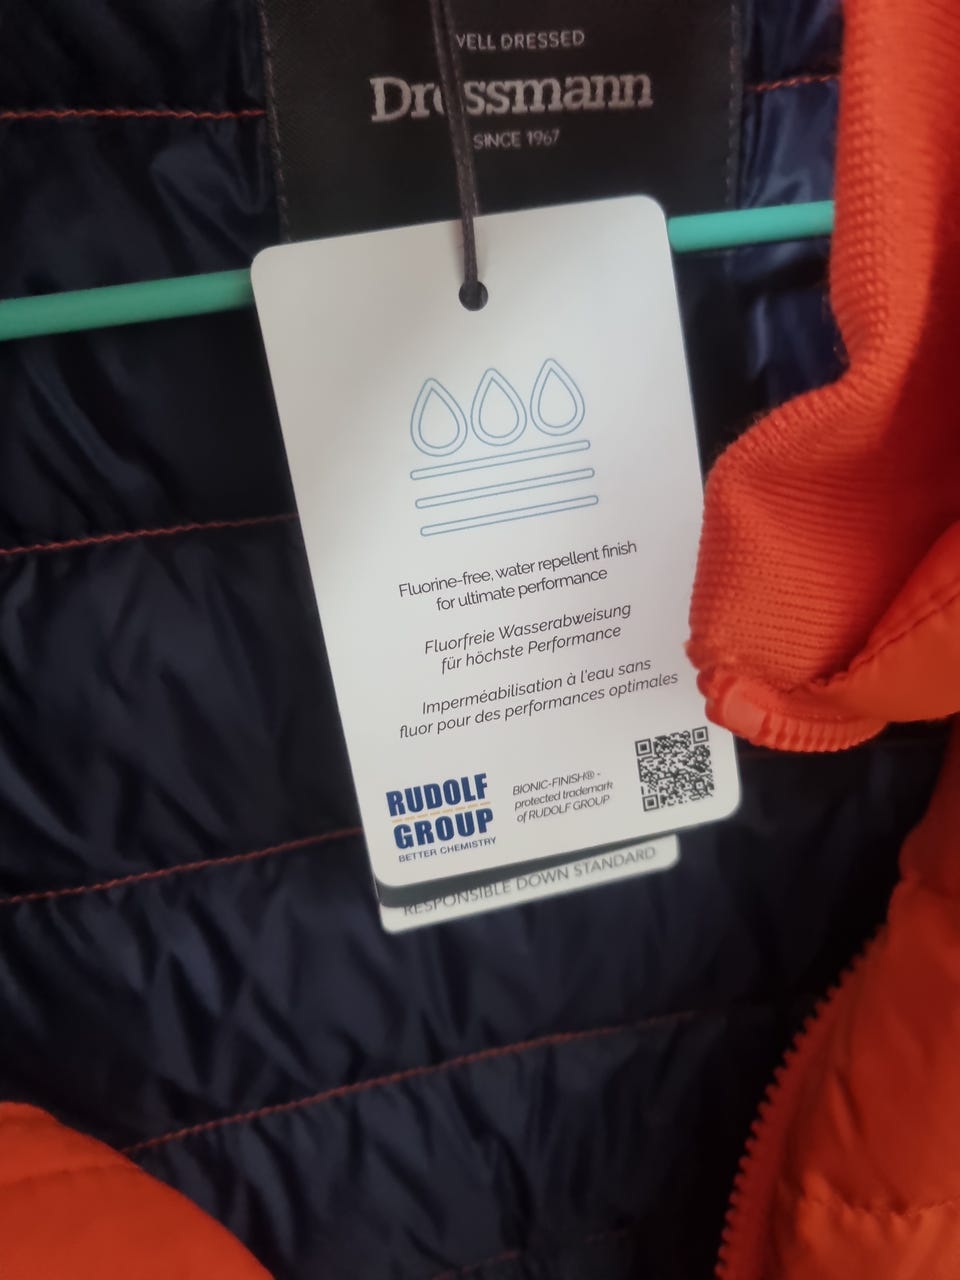 VELL DRESSED
Dressmann
SINCE 1967
Fluorine-free, water repellent finish
for ultimate performance
Fluorfreie Wasserabweisung
für höchste Performance
Imperméabilisation à l'eau sans
fluor pour des performances optimales
RUDOLF
GROUP
BETTER CHEMISTRY
BIONIC-FINISH® -
protected trademark
of RUDOLF GROUP
RESPONSIBLE DOWN STANDARD